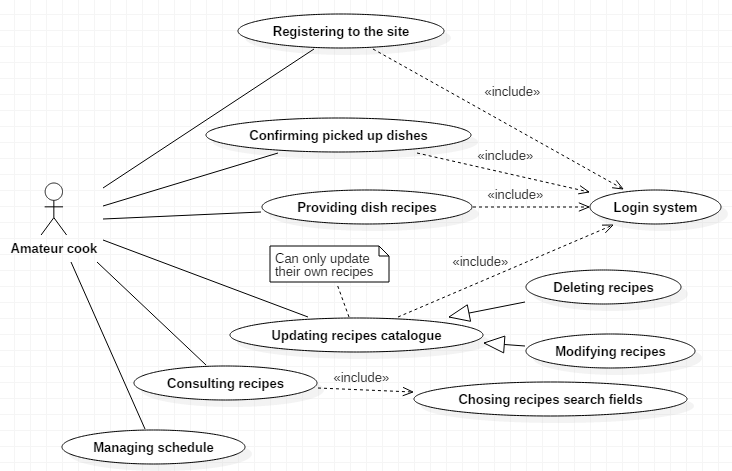 Registering to the site
«include»
Confirming picked up dishes
«include»
«include»
Providing dish recipes
Login system
Amateur cook
Can only update
their own recipes
«include»
Deleting recipes
Updating recipes catalogue
Modifying recipes
Consulting recipes
«include»
Chosing recipes search fields
Managing schedule